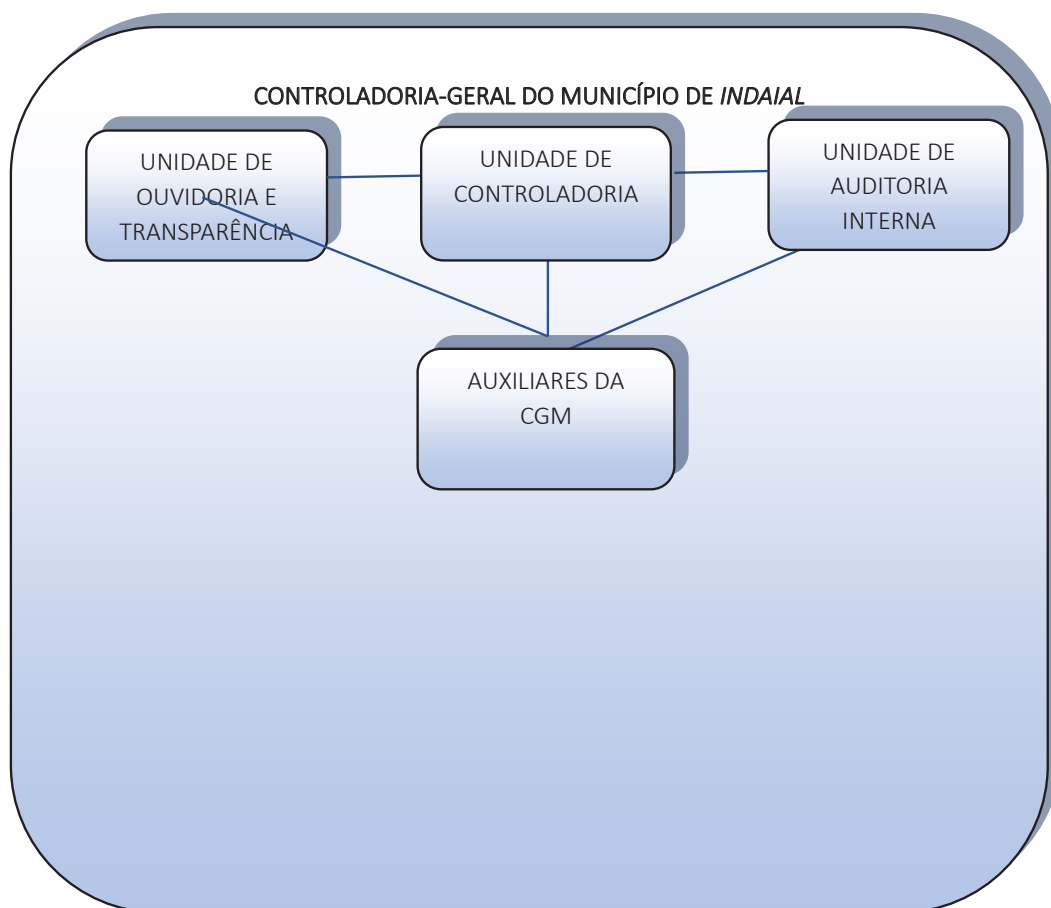 CONTROLADORIA-GERAL DO MUNICÍPIO DE INDAIAL
UNIDADE DE
OUVIDORIA E
TRANSPARÊNCIA
UNIDADE DE
CONTROLADORIA
UNIDADE DE
AUDITORIA
INTERNA
AUXILIARES DA
CGM